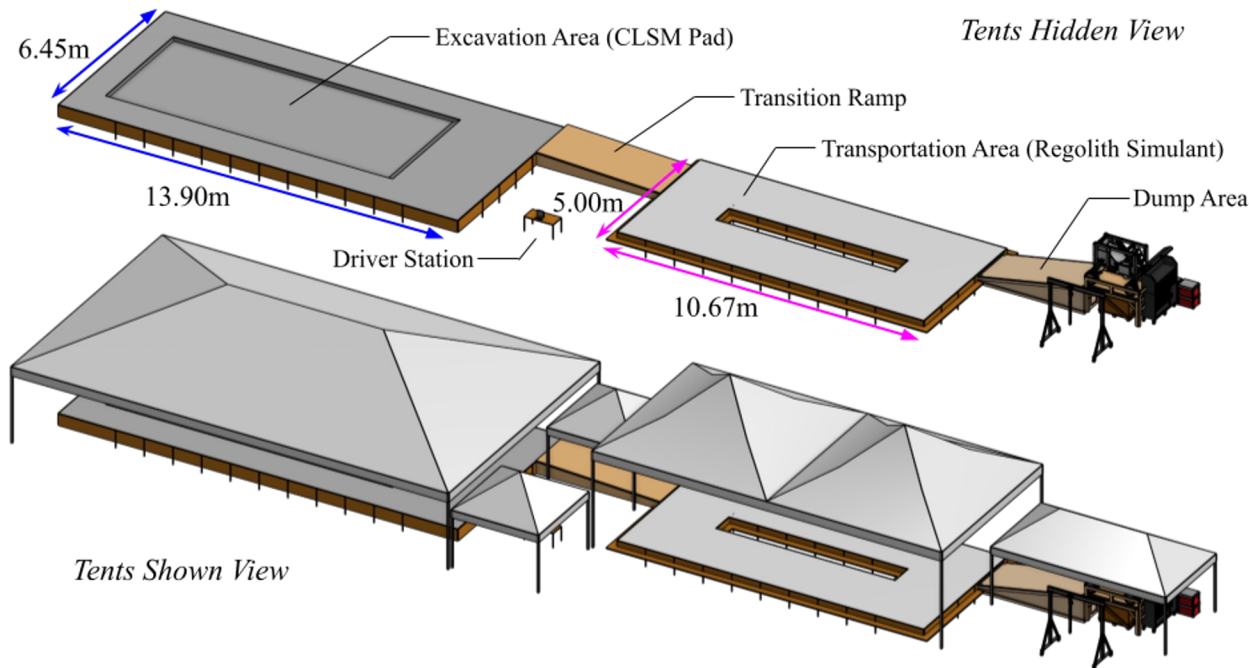 Tents Hidden View
6.45m
Excavation Area (CLSM Pad)
Transition Ramp
Transportation Area (Regolith Simulant)
Dump Area
13.90m
5.00m
Driver Station
10.67m
Tents Shown View